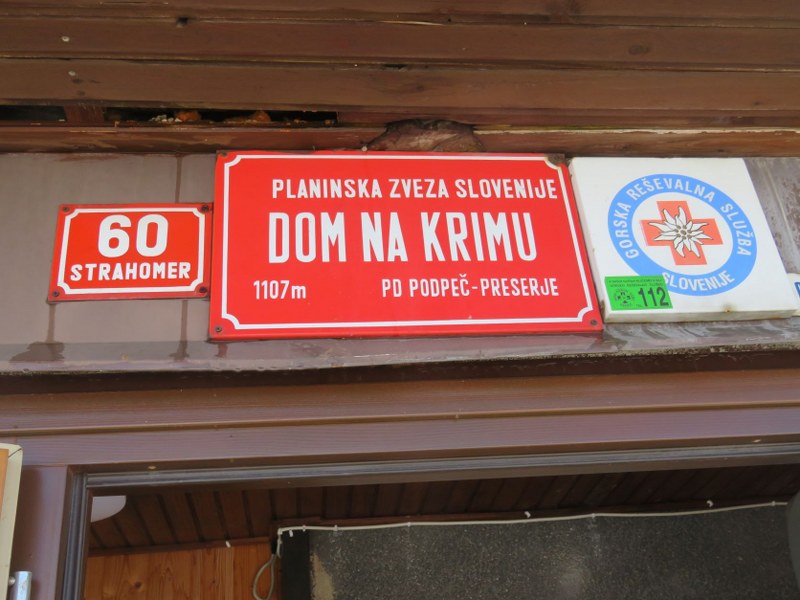 60
STRAHOMER
PLANINSKA ZVEZA SLOVENIJE
DOM NA KRIMU
1107m PD PODPEČ-PRESERJE
GORSKA REŠEVALNA SLUŽBA
SLOVENIJE
112